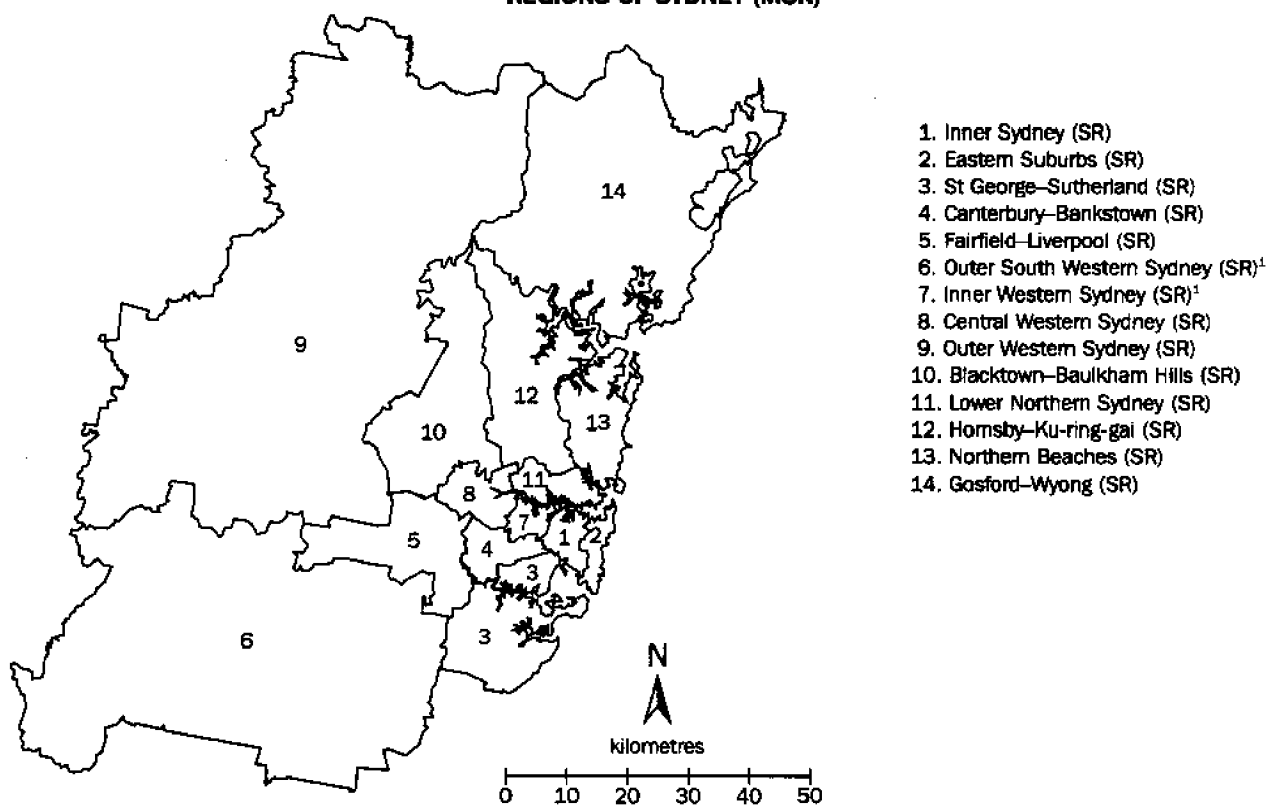 REGIONS OF SYDNEY (MSR)
1. Inner Sydney (SR)
2. Eastern Suburbs (SR)
3. St George–Sutherland (SR)
4. Canterbury–Bankstown (SR)
5. Fairfield–Liverpool (SR)
6. Outer South Western Sydney (SR)¹
7. Inner Western Sydney (SR)¹
8. Central Western Sydney (SR)
9. Outer Western Sydney (SR)
10. Blacktown–Baulkham Hills (SR)
11. Lower Northern Sydney (SR)
12. Hornsby–Ku-ring-gai (SR)
13. Northern Beaches (SR)
14. Gosford–Wyong (SR)
14
9
12
13
10
11
8
7
1
2
5
4
3
6
3
N
kilometres
0 10 20 30 40 50